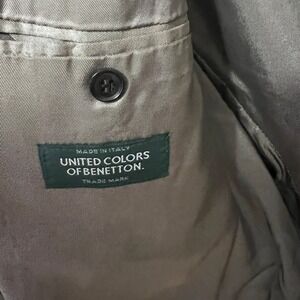 MADE IN ITALY
UNITED COLORS
OF BENETTON.
TRADE MARK